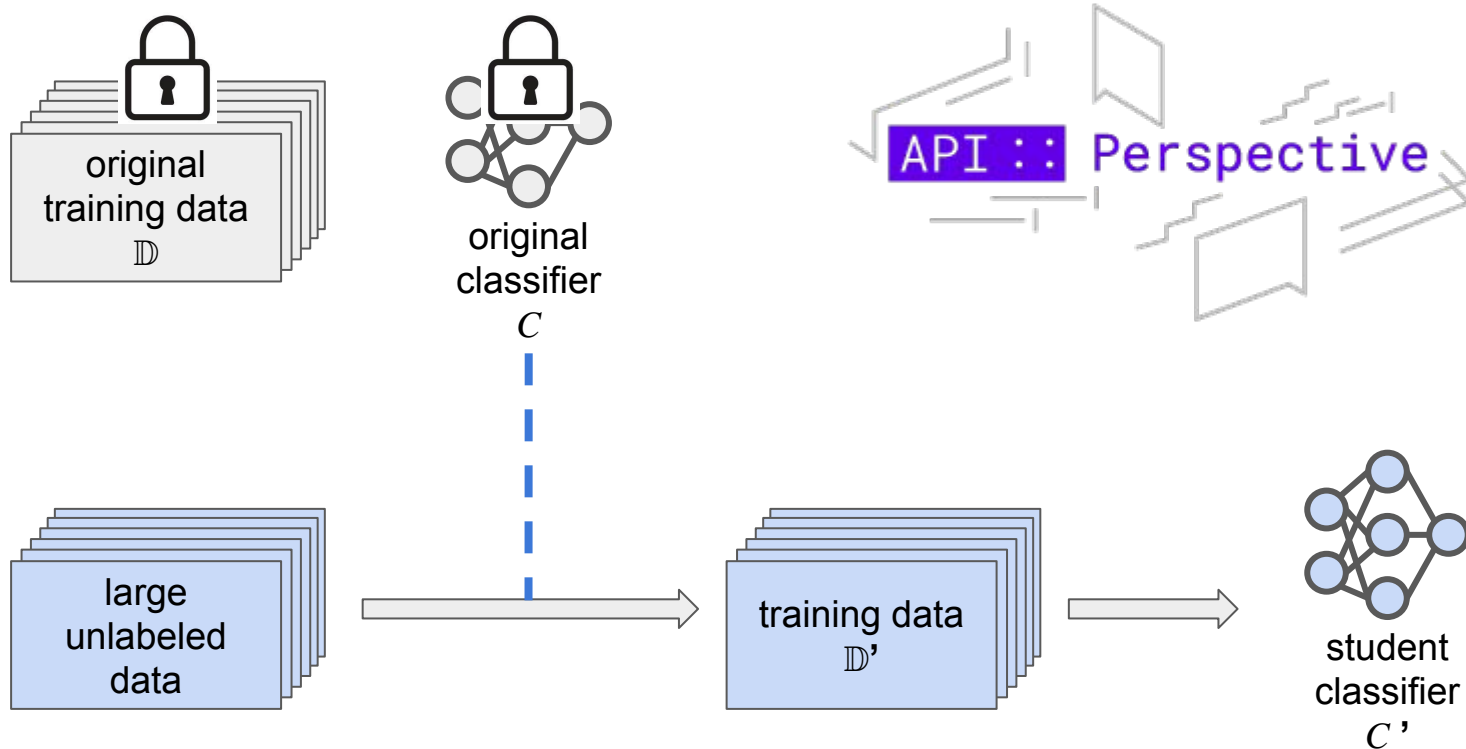 original
training data
𝔻
original
classifier
C
API :: Perspective
large
unlabeled
data
training data
𝔻’
student
classifier
C ’